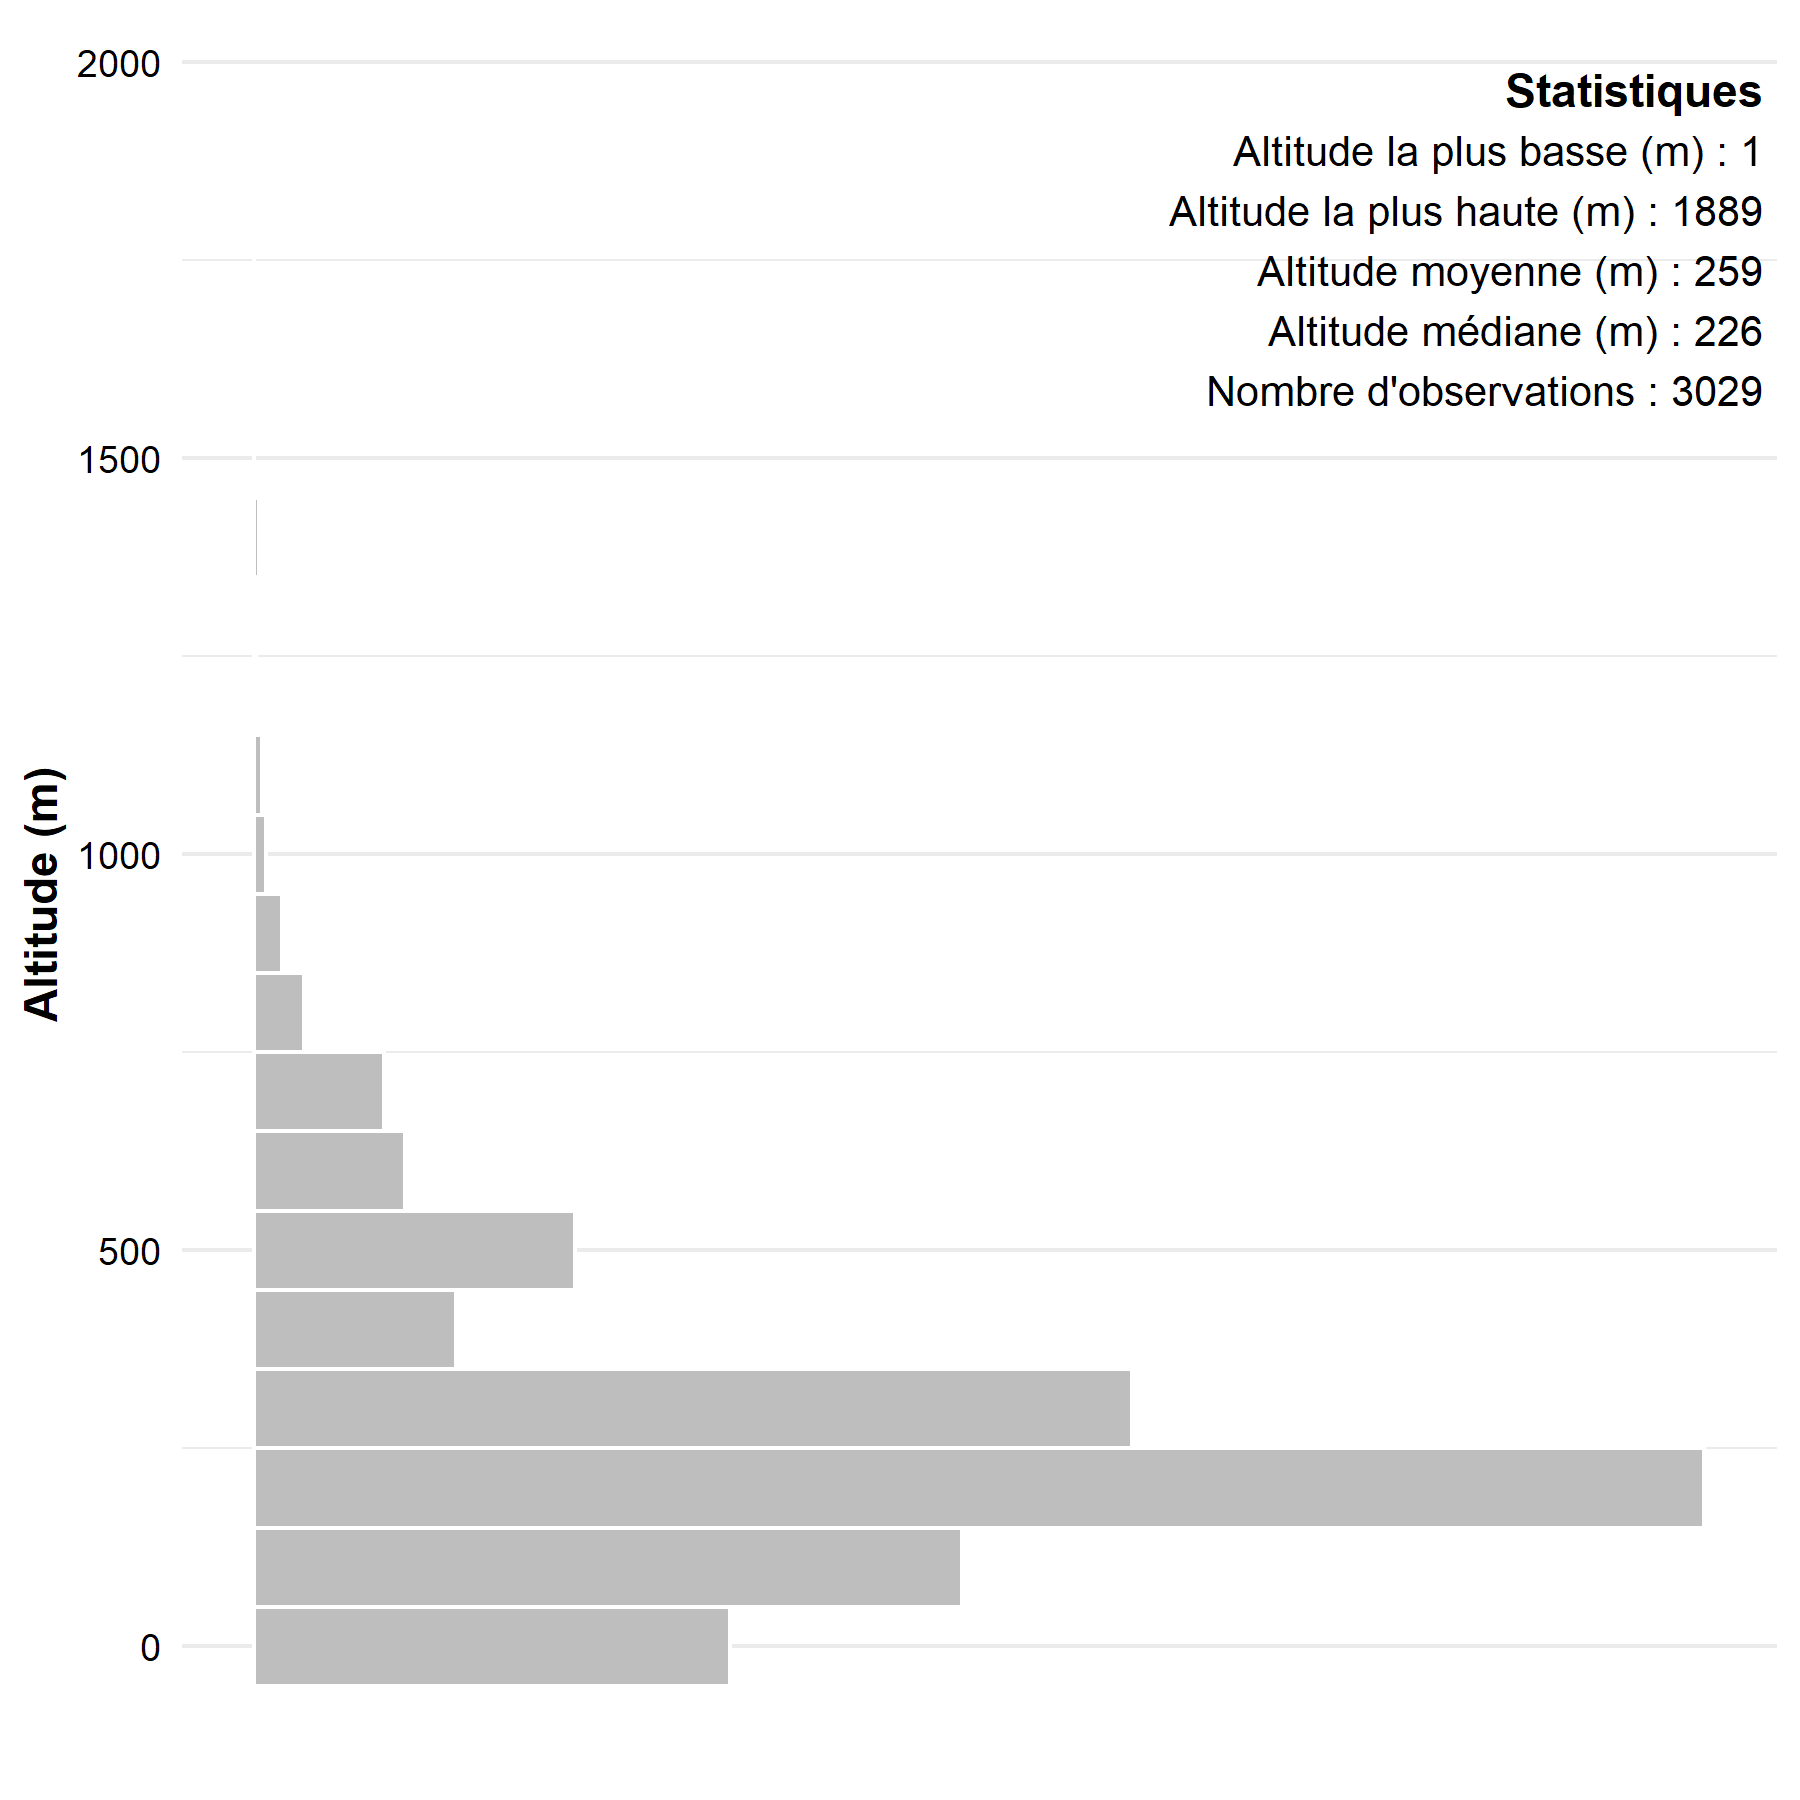 2000
Statistiques
Altitude la plus basse (m) : 1
Altitude la plus haute (m) : 1889
Altitude moyenne (m) : 259
Altitude médiane (m) : 226
Nombre d'observations : 3029
1500
Altitude (m)
1000
500
0